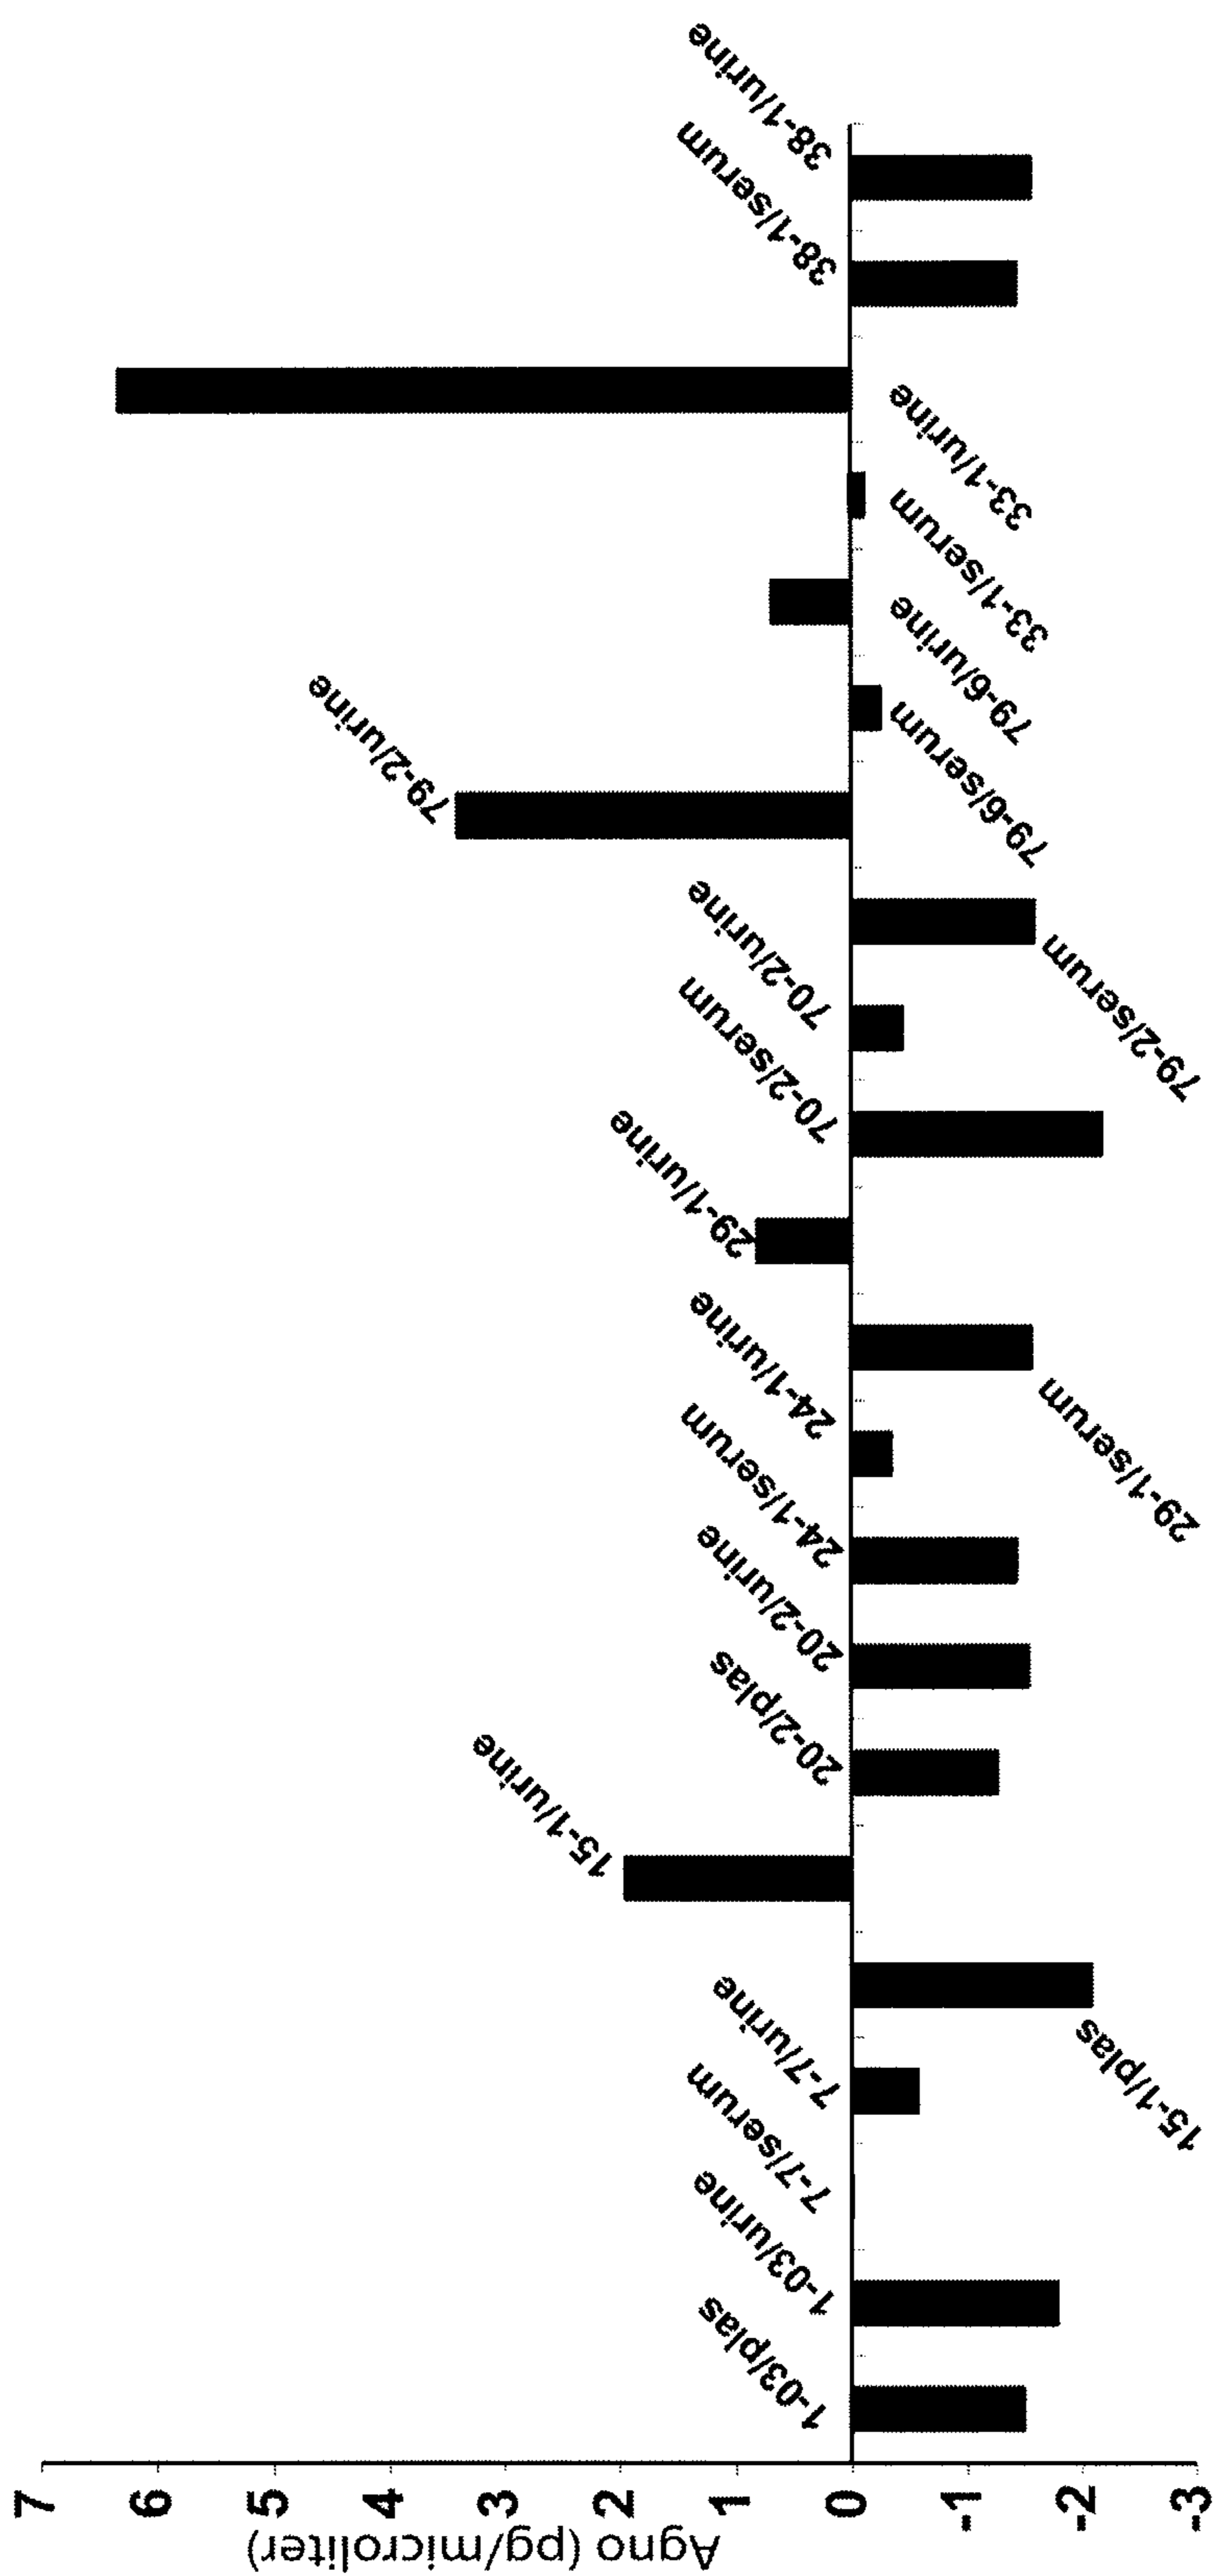 Agno (pg/microliter)
7
6
5
4
3
2
1
0
-1
-2
-3
1-03/plas
1-03/urine
7-7/serum
7-7/urine
15-1/plas
15-1/urine
20-2/plas
20-2/urine
24-1/serum
24-1/urine
29-1/serum
29-1/urine
70-2/serum
70-2/urine
79-2/serum
79-2/urine
79-6/serum
79-6/urine
33-1/serum
33-1/urine
38-1/serum
38-1/urine